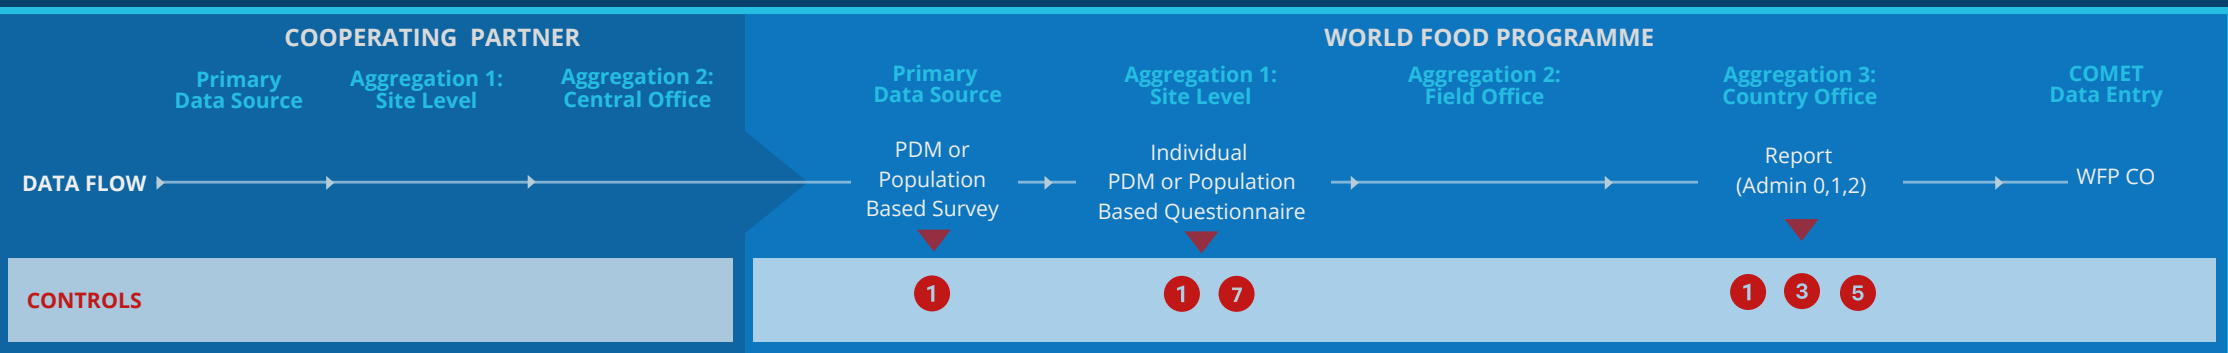 COOPERATING PARTNER
WORLD FOOD PROGRAMME
Primary
Data Source
Aggregation 1:
Site Level
Aggregation 2:
Central Office
Primary
Data Source
Aggregation 1:
Site Level
Aggregation 2:
Field Office
Aggregation 3:
Country Office
COMET
Data Entry
DATA FLOW
PDM or
Population
Based Survey
Individual
PDM or Population
Based Questionnaire
Report
(Admin 0,1,2)
WFP CO
CONTROLS
1
1 7
1 3 5